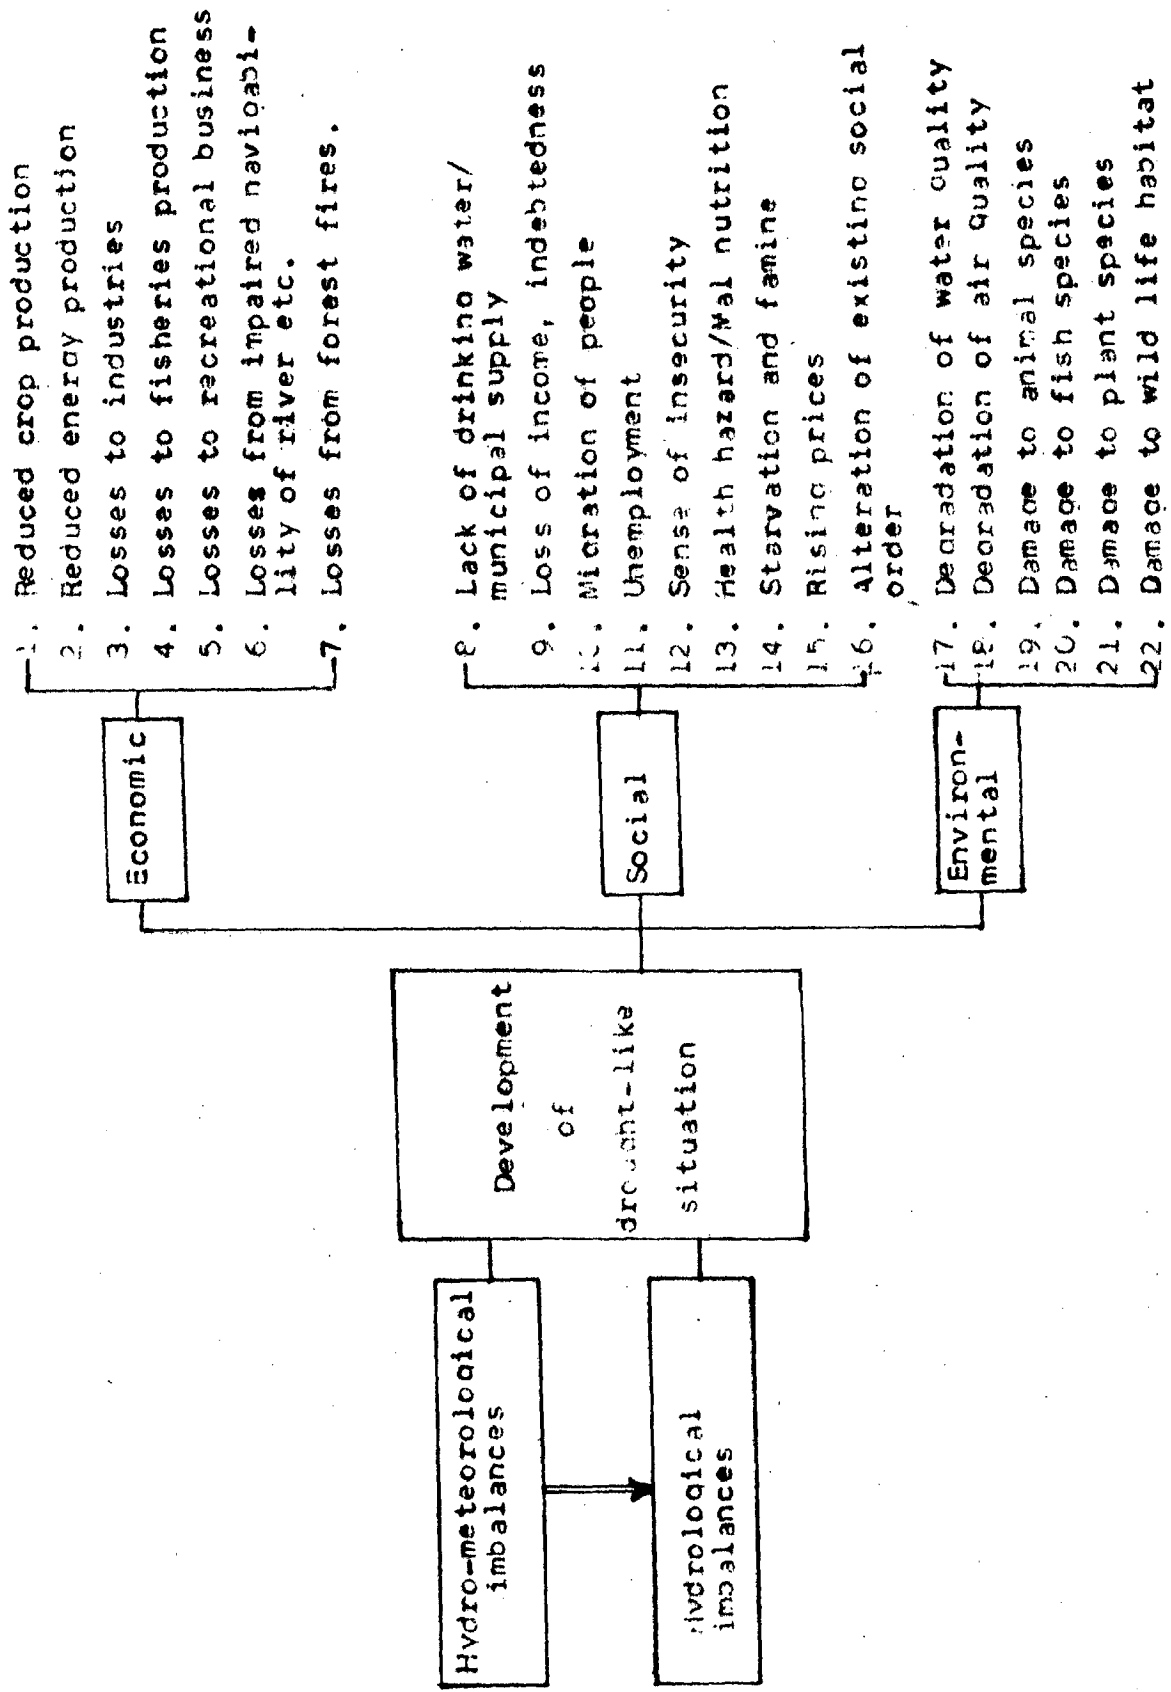 Hydro-meteorological
imbalances
Hydrological
imbalances
Development
of
drought-like
situation
Economic
Social
Environ-
mental
1. Reduced crop production
2. Reduced energy production
3. Losses to industries
4. Losses to fisheries production
5. Losses to recreational business
6. Losses from impaired navigabi-
lity of river etc.
7. Losses from forest fires.
8. Lack of drinking water/
municipal supply
9. Loss of income, indebtedness
10. Migration of people
11. Unemployment
12. Sense of insecurity
13. Health hazard/Mal nutrition
14. Starvation and famine
15. Rising prices
16. Alteration of existing social
order
17. Degradation of water quality
18. Degradation of air quality
19. Damage to animal species
20. Damage to fish species
21. Damage to plant species
22. Damage to wild life habitat